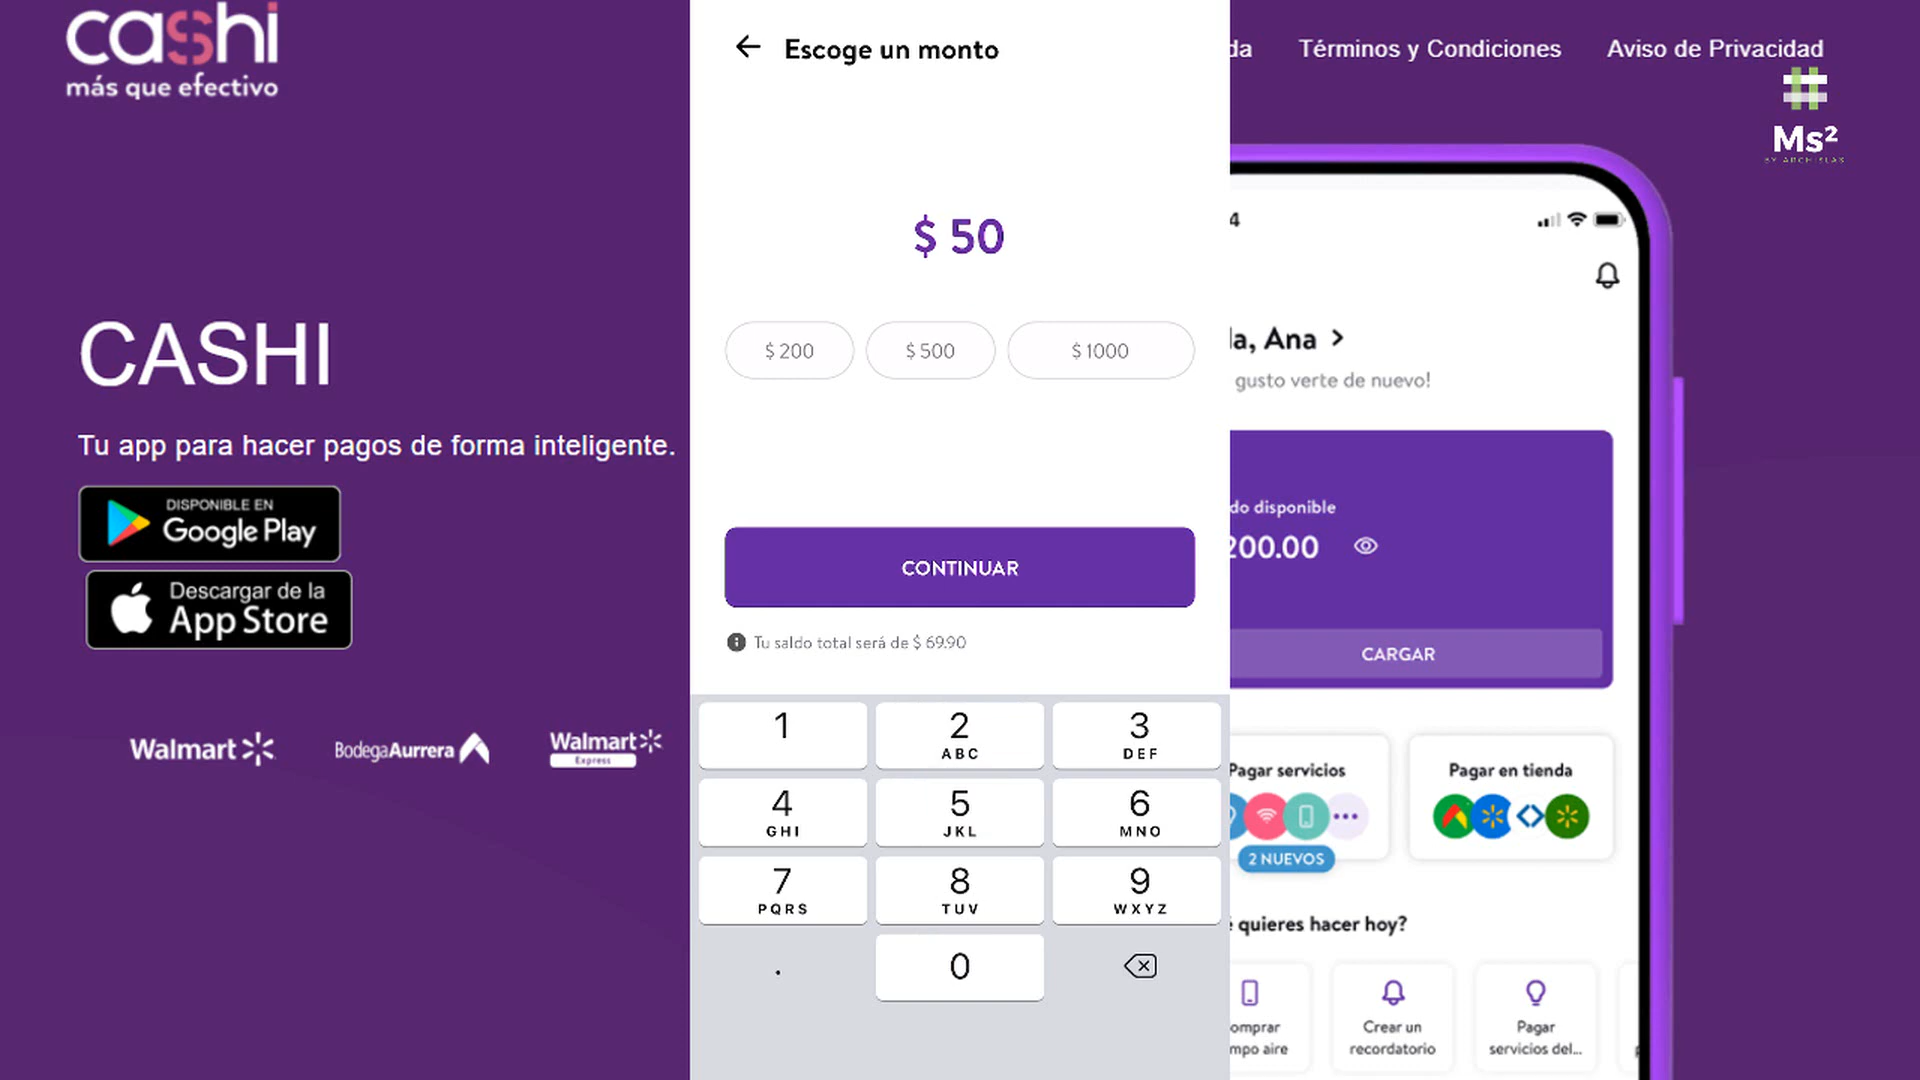 cashi
más que efectivo
CASHI
Tu app para hacer pagos de forma inteligente.
DISPONIBLE EN
Google Play
Descargar de la
App Store
Walmart
BodegaAurrera
Walmart
Express
Escoge un monto
$ 50
$ 200
$ 500
$ 1000
CONTINUAR
Tu saldo total será de $ 69.90
1
2
ABC
3
DEF
4
GHI
5
JKL
6
MNO
7
PQRS
8
TUV
9
WXYZ
.
0
da
Términos y Condiciones
Aviso de Privacidad
Ms²
BY ARCHISLAS
4
la, Ana >
gusto verte de nuevo!
do disponible
200.00
CARGAR
Pagar servicios
2 NUEVOS
Pagar en tienda
quieres hacer hoy?
omprar
mpo aire
Crear un
recordatorio
Pagar
servicios del...